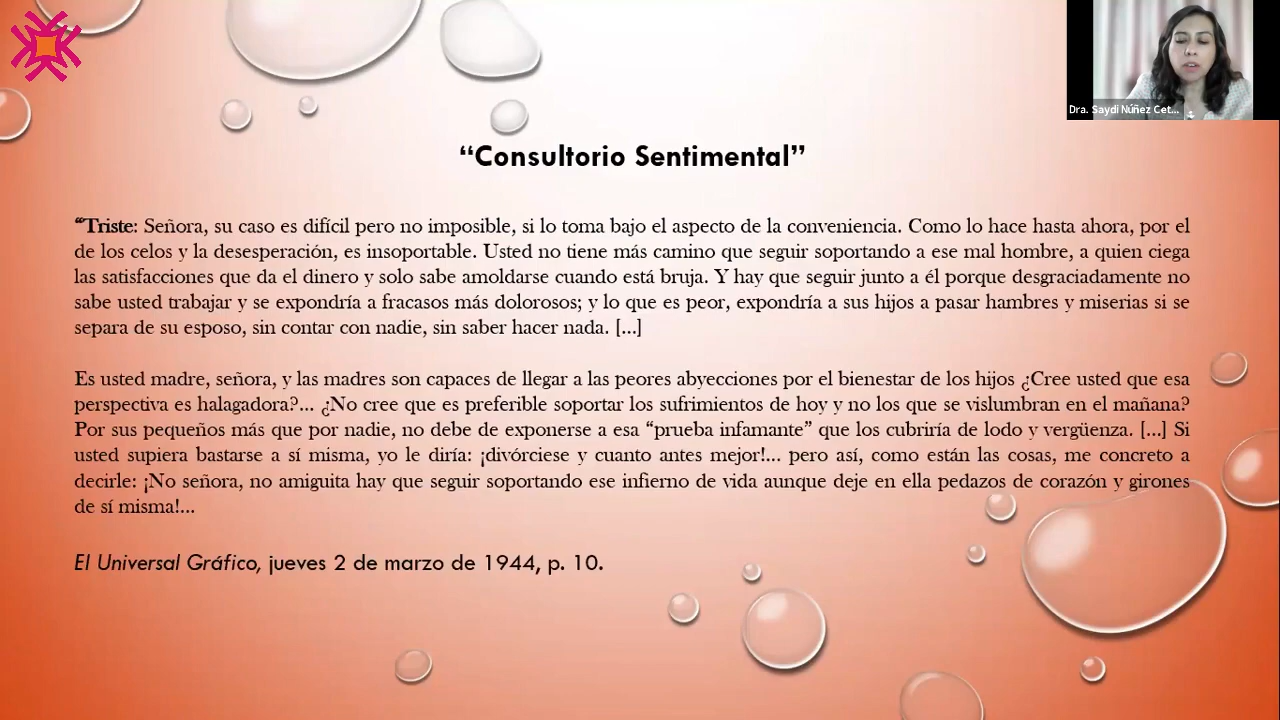 Dra. Saydi Núñez Cet...
“Consultorio Sentimental”
“Triste: Señora, su caso es difícil pero no imposible, si lo toma bajo el aspecto de la conveniencia. Como lo hace hasta ahora, por el
de los celos y la desesperación, es insoportable. Usted no tiene más camino que seguir soportando a ese mal hombre, a quien ciega
las satisfacciones que da el dinero y solo sabe amoldarse cuando está bruja. Y hay que seguir junto a él porque desgraciadamente no
sabe usted trabajar y se expondría a fracasos más dolorosos; y lo que es peor, expondría a sus hijos a pasar hambres y miserias si se
separa de su esposo, sin contar con nadie, sin saber hacer nada. [...]
Es usted madre, señora, y las madres son capaces de llegar a las peores abyecciones por el bienestar de los hijos ¿Cree usted que esa
perspectiva es halagadora?... ¿No cree que es preferible soportar los sufrimientos de hoy y no los que se vislumbran en el mañana?
Por sus pequeños más que por nadie, no debe de exponerse a esa “prueba infamante” que los cubriría de lodo y vergüenza. [...] Si
usted supiera bastarse a sí misma, yo le diría: ¡divórciese y cuanto antes mejor!... pero así, como están las cosas, me concreto a
decirle: ¡No señora, no amiguita hay que seguir soportando ese infierno de vida aunque deje en ella pedazos de corazón y girones
de sí misma!...
El Universal Gráfico, jueves 2 de marzo de 1944, p. 10.